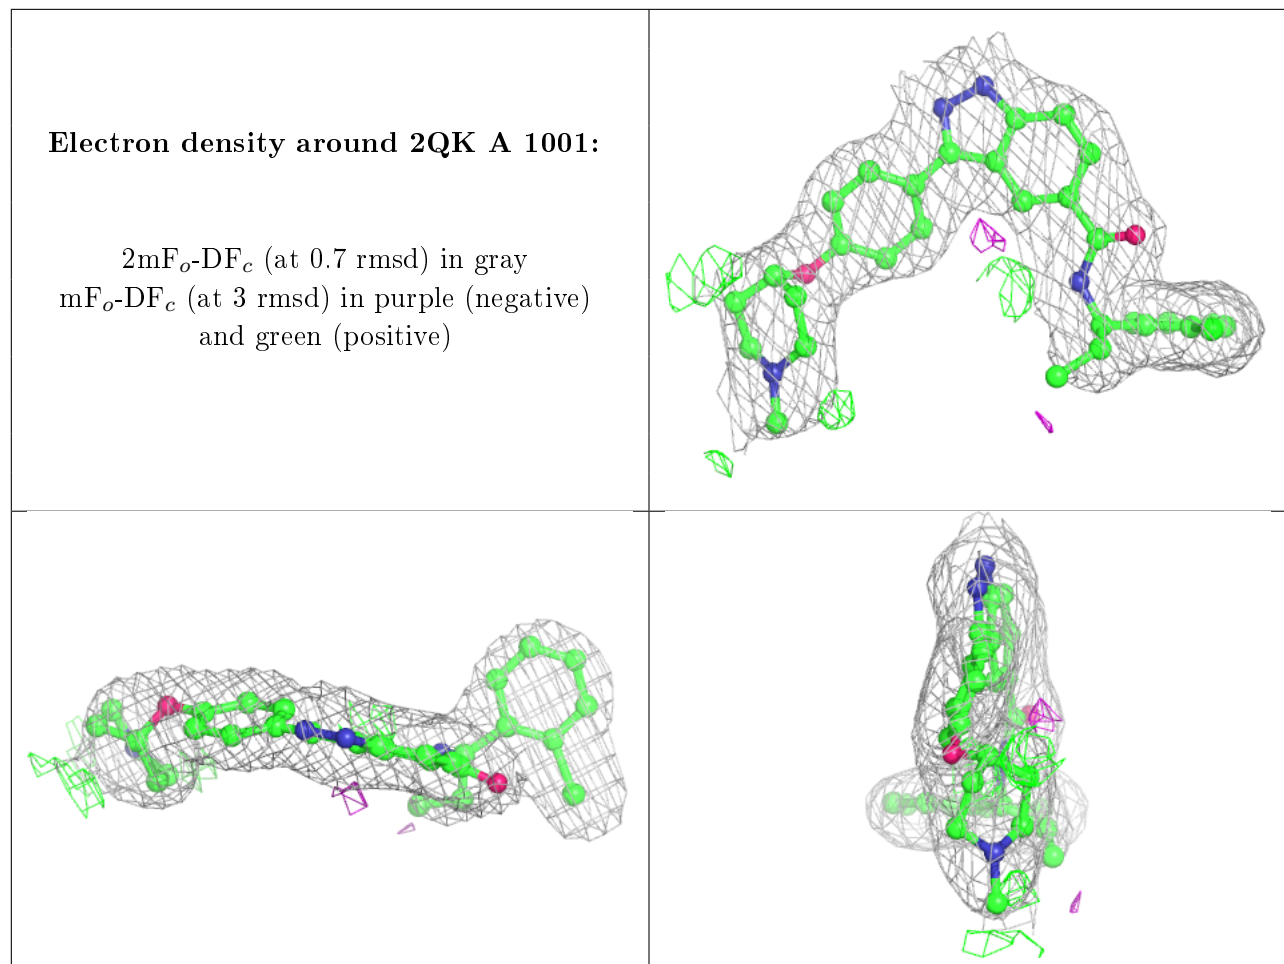 Electron density around 2QK A 1001:
2mFo-DFc (at 0.7 rmsd) in gray
mFo-DFc (at 3 rmsd) in purple (negative)
and green (positive)